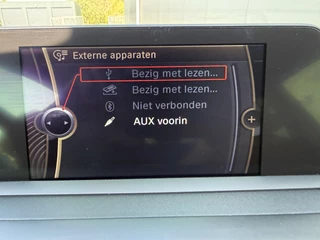 Externe apparaten
Bezig met lezen...
Bezig met lezen...
Niet verbonden
AUX voorin